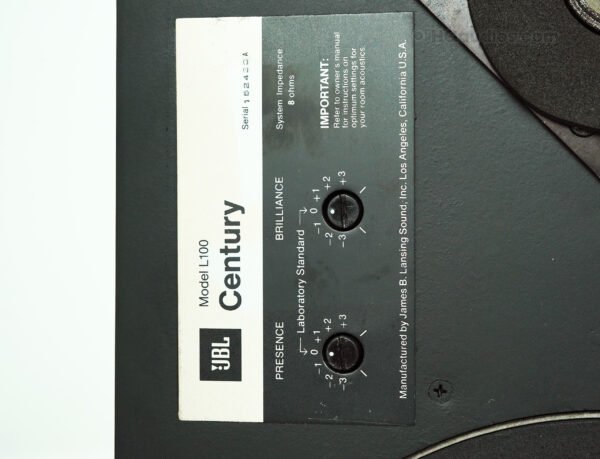 JBL
Model L100
Century
Serial 152422A
PRESENCE
BRILLIANCE
System Impedance
8 ohms
Laboratory Standard
-3 -2 -1 0 +1 +2 +3
-3 -2 -1 0 +1 +2 +3
IMPORTANT:
Refer to owner's manual
for instructions on
optimum settings for
your room acoustics
Manufactured by James B. Lansing Sound, Inc. Los Angeles, California U.S.A.